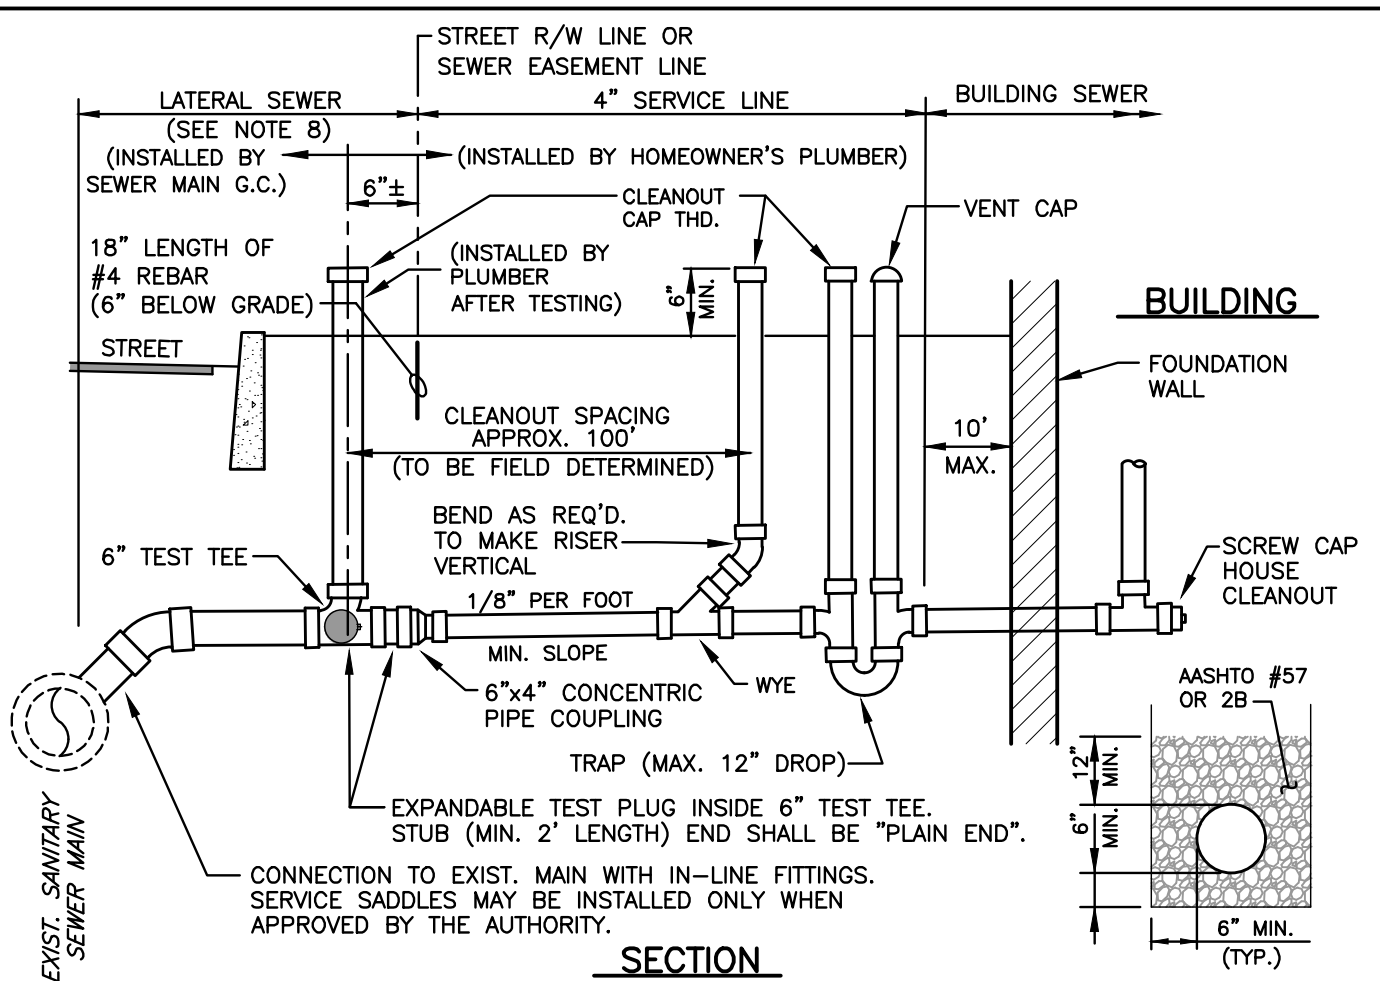 STREET R/W LINE OR
SEWER EASEMENT LINE
LATERAL SEWER
4" SERVICE LINE
BUILDING SEWER
(SEE NOTE 8)
(INSTALLED BY
SEWER MAIN G.C.)
(INSTALLED BY HOMEOWNER'S PLUMBER)
6"±
CLEANOUT
CAP THD.
VENT CAP
18" LENGTH OF
#4 REBAR
(6" BELOW GRADE)
(INSTALLED BY
PLUMBER
AFTER TESTING)
6"
MIN.
BUILDING
STREET
FOUNDATION
WALL
CLEANOUT SPACING
APPROX. 100'
(TO BE FIELD DETERMINED)
10'
MAX.
BEND AS REQ'D.
TO MAKE RISER
VERTICAL
6" TEST TEE
SCREW CAP
HOUSE
CLEANOUT
1/8" PER FOOT
MIN. SLOPE
6"x4" CONCENTRIC
PIPE COUPLING
WYE
AASHTO #57
OR 2B
TRAP (MAX. 12" DROP)
12"
MIN.
6"
MIN.
EXPANDABLE TEST PLUG INSIDE 6" TEST TEE.
STUB (MIN. 2' LENGTH) END SHALL BE "PLAIN END".
CONNECTION TO EXIST. MAIN WITH IN-LINE FITTINGS.
SERVICE SADDLES MAY BE INSTALLED ONLY WHEN
APPROVED BY THE AUTHORITY.
EXIST. SANITARY
SEWER MAIN
6" MIN.
(TYP.)
SECTION